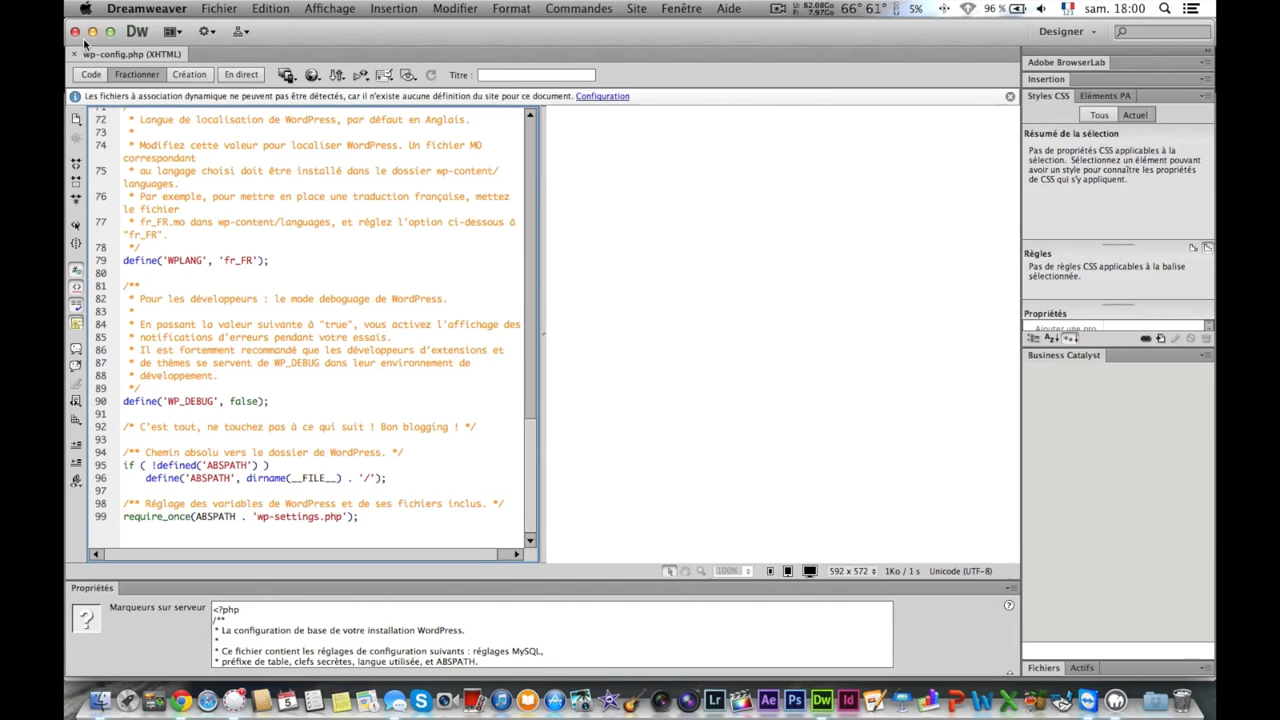 Dreamweaver Fichier Edition Affichage Insertion Modifier Format Commandes Site Fenêtre Aide U: 82.08Go F: 7.97Go 66° 61° 5% 96 % sam. 18:00
Dw Designer
× wp-config.php (XHTML)
Code Fractionner Création En direct Titre :
Les fichiers à association dynamique ne peuvent pas être détectés, car il n'existe aucune définition du site pour ce document. Configuration
71
72 * Langue de localisation de WordPress, par défaut en Anglais.
73 *
74 * Modifiez cette valeur pour localiser WordPress. Un fichier MO
correspondant
75 * au langage choisi doit être installé dans le dossier wp-content/
languages.
76 * Par exemple, pour mettre en place une traduction française, mettez
le fichier
77 * fr_FR.mo dans wp-content/languages, et réglez l'option ci-dessous à
"fr_FR".
78 */
79 define('WPLANG', 'fr_FR');
80
81 /**
82 * Pour les développeurs : le mode deboguage de WordPress.
83 *
84 * En passant la valeur suivante à "true", vous activez l'affichage des
85 * notifications d'erreurs pendant votre essais.
86 * Il est fortemment recommandé que les développeurs d'extensions et
87 * de thèmes se servent de WP_DEBUG dans leur environnement de
88 * développement.
89 */
90 define('WP_DEBUG', false);
91
92 /* C'est tout, ne touchez pas à ce qui suit ! Bon blogging ! */
93
94 /** Chemin absolu vers le dossier de WordPress. */
95 if ( !defined('ABSPATH') )
96 define('ABSPATH', dirname(__FILE__) . '/');
97
98 /** Réglage des variables de WordPress et de ses fichiers inclus. */
99 require_once(ABSPATH . 'wp-settings.php');
100% 592 x 572 1Ko / 1 s Unicode (UTF-8)
Propriétés
Marqueurs sur serveur
<?php
/**
* La configuration de base de votre installation WordPress.
*
* Ce fichier contient les réglages de configuration suivants : réglages MySQL,
* préfixe de table, clefs secrètes, langue utilisée, et ABSPATH.
Adobe BrowserLab
Insertion
Styles CSS Eléments PA
Tous Actuel
Résumé de la sélection
Pas de propriétés CSS applicables à la
sélection. Sélectionnez un élément pouvant
avoir un style pour connaître les propriétés
de CSS qui s'y appliquent.
Règles
Pas de règles CSS applicables à la balise
sélectionnée.
Propriétés
Ajouter une pro
Business Catalyst
Fichiers Actifs
5 Lr Ae Ps Dw Id